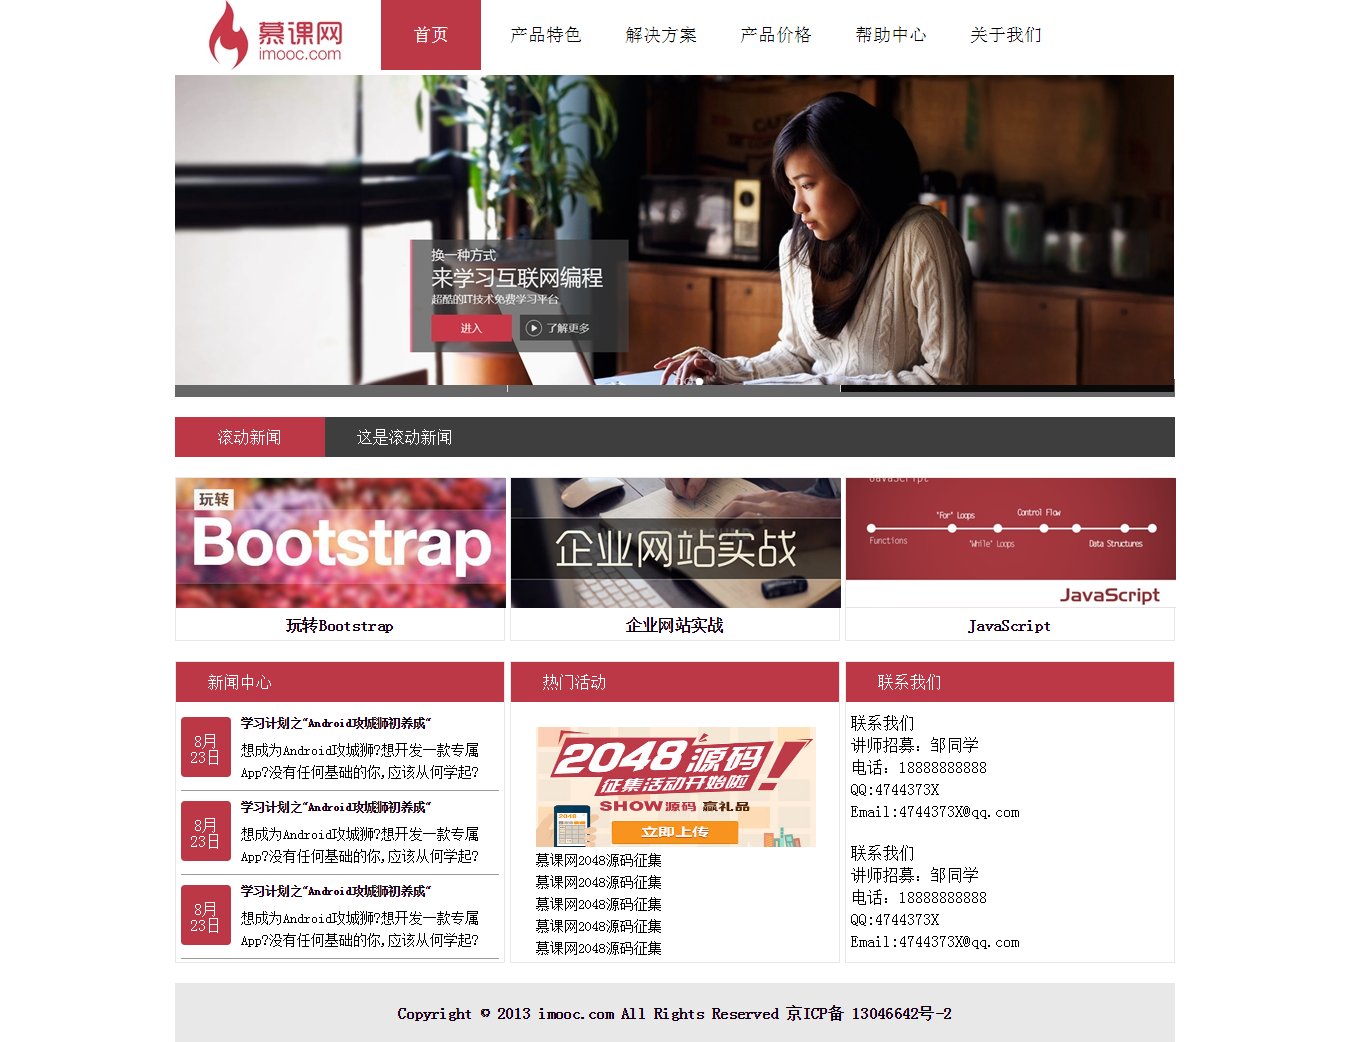 慕课网
imooc.com
首页
产品特色
解决方案
产品价格
帮助中心
关于我们
换一种方式
来学习互联网编程
超酷的IT技术免费学习平台
进入
了解更多
滚动新闻
这是滚动新闻
玩转
Bootstrap
玩转Bootstrap
企业网站实战
企业网站实战
JavaScript
"For" Loops
Control Flow
Functions
"While" Loops
Data Structures
JavaScript
JavaScript
新闻中心
8月
23日
学习计划之"Android攻城狮初养成"
想成为Android攻城狮?想开发一款专属
App?没有任何基础的你,应该从何学起?
8月
23日
学习计划之"Android攻城狮初养成"
想成为Android攻城狮?想开发一款专属
App?没有任何基础的你,应该从何学起?
8月
23日
学习计划之"Android攻城狮初养成"
想成为Android攻城狮?想开发一款专属
App?没有任何基础的你,应该从何学起?
热门活动
2048源码
征集活动开始啦!
SHOW源码 赢礼品
2048
立即上传
慕课网2048源码征集
慕课网2048源码征集
慕课网2048源码征集
慕课网2048源码征集
慕课网2048源码征集
联系我们
联系我们
讲师招募: 邹同学
电话: 18888888888
QQ:4744373X
Email:4744373X@qq.com
联系我们
讲师招募: 邹同学
电话: 18888888888
QQ:4744373X
Email:4744373X@qq.com
Copyright © 2013 imooc.com All Rights Reserved 京ICP备 13046642号-2